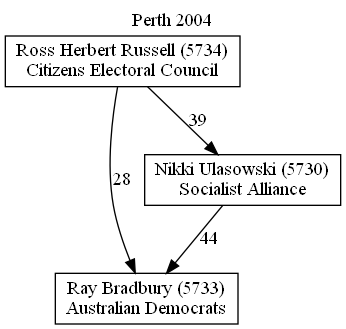 Perth 2004
Ross Herbert Russell (5734)
Citizens Electoral Council
39
Nikki Ulasowski (5730)
Socialist Alliance
28
44
Ray Bradbury (5733)
Australian Democrats